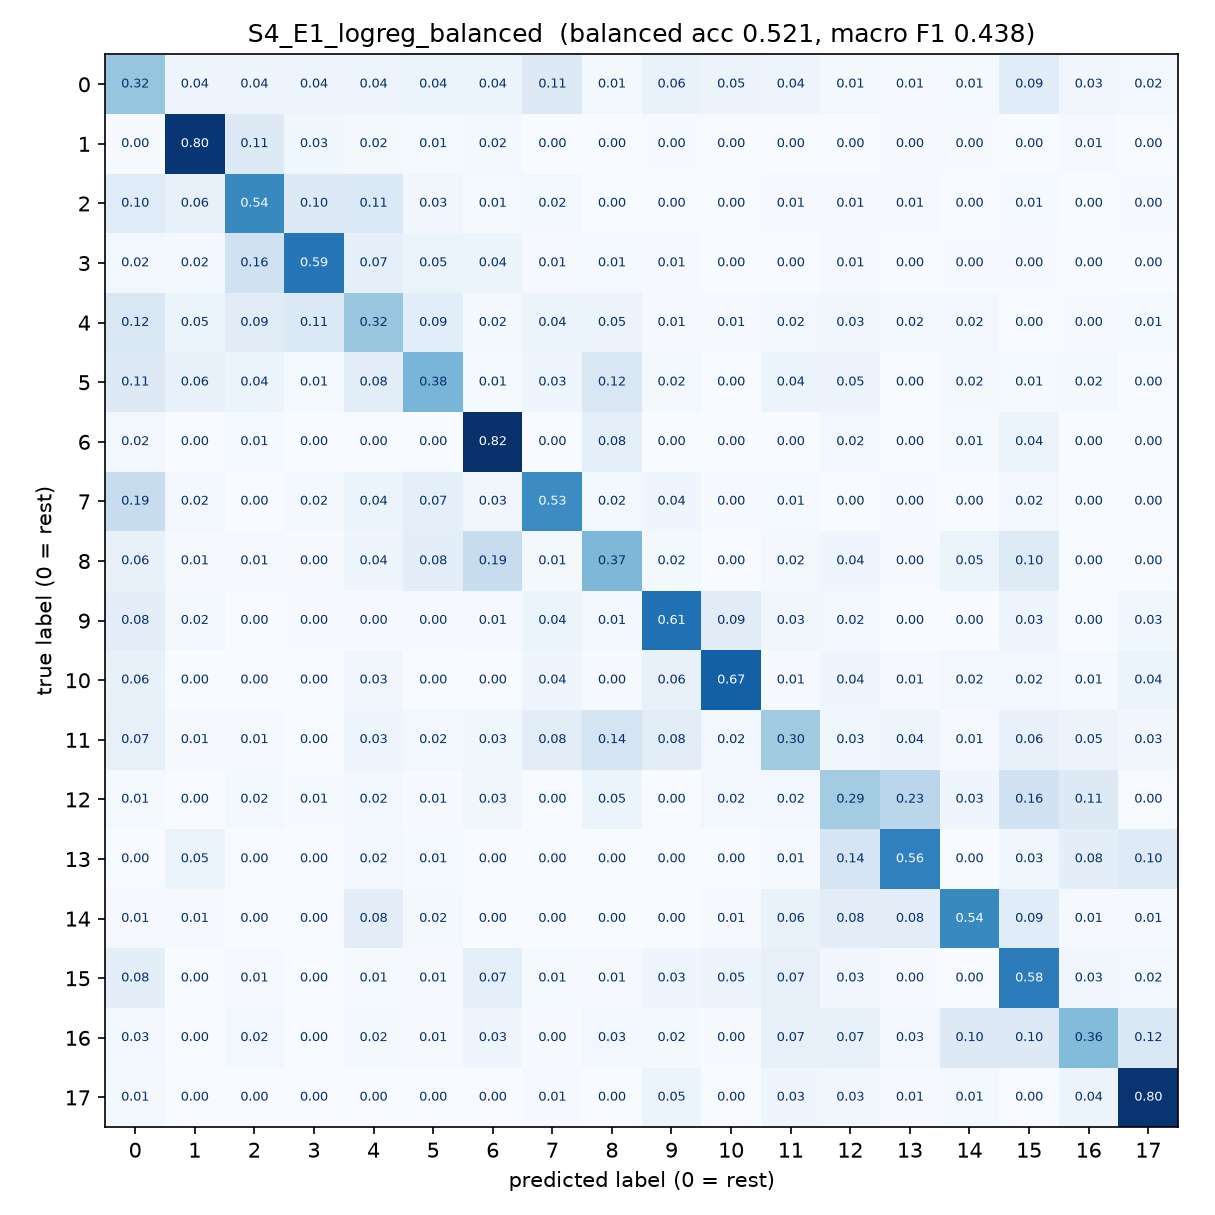 S4_E1_logreg_balanced  (balanced acc 0.521, macro F1 0.438)
0 0.32 0.04 0.04 0.04 0.04 0.04 0.04 0.11 0.01 0.06 0.05 0.04 0.01 0.01 0.01 0.09 0.03 0.02
1 0.00 0.80 0.11 0.03 0.02 0.01 0.02 0.00 0.00 0.00 0.00 0.00 0.00 0.00 0.00 0.00 0.01 0.00
2 0.10 0.06 0.54 0.10 0.11 0.03 0.01 0.02 0.00 0.00 0.00 0.01 0.01 0.01 0.00 0.01 0.00 0.00
3 0.02 0.02 0.16 0.59 0.07 0.05 0.04 0.01 0.01 0.01 0.00 0.00 0.01 0.00 0.00 0.00 0.00 0.00
4 0.12 0.05 0.09 0.11 0.32 0.09 0.02 0.04 0.05 0.01 0.01 0.02 0.03 0.02 0.02 0.00 0.00 0.01
5 0.11 0.06 0.04 0.01 0.08 0.38 0.01 0.03 0.12 0.02 0.00 0.04 0.05 0.00 0.02 0.01 0.02 0.00
6 0.02 0.00 0.01 0.00 0.00 0.00 0.82 0.00 0.08 0.00 0.00 0.00 0.02 0.00 0.01 0.04 0.00 0.00
7 0.19 0.02 0.00 0.02 0.04 0.07 0.03 0.53 0.02 0.04 0.00 0.01 0.00 0.00 0.00 0.02 0.00 0.00
8 0.06 0.01 0.01 0.00 0.04 0.08 0.19 0.01 0.37 0.02 0.00 0.02 0.04 0.00 0.05 0.10 0.00 0.00
9 0.08 0.02 0.00 0.00 0.00 0.00 0.01 0.04 0.01 0.61 0.09 0.03 0.02 0.00 0.00 0.03 0.00 0.03
10 0.06 0.00 0.00 0.00 0.03 0.00 0.00 0.04 0.00 0.06 0.67 0.01 0.04 0.01 0.02 0.02 0.01 0.04
11 0.07 0.01 0.01 0.00 0.03 0.02 0.03 0.08 0.14 0.08 0.02 0.30 0.03 0.04 0.01 0.06 0.05 0.03
12 0.01 0.00 0.02 0.01 0.02 0.01 0.03 0.00 0.05 0.00 0.02 0.02 0.29 0.23 0.03 0.16 0.11 0.00
13 0.00 0.05 0.00 0.00 0.02 0.01 0.00 0.00 0.00 0.00 0.00 0.01 0.14 0.56 0.00 0.03 0.08 0.10
14 0.01 0.01 0.00 0.00 0.08 0.02 0.00 0.00 0.00 0.00 0.01 0.06 0.08 0.08 0.54 0.09 0.01 0.01
15 0.08 0.00 0.01 0.00 0.01 0.01 0.07 0.01 0.01 0.03 0.05 0.07 0.03 0.00 0.00 0.58 0.03 0.02
16 0.03 0.00 0.02 0.00 0.02 0.01 0.03 0.00 0.03 0.02 0.00 0.07 0.07 0.03 0.10 0.10 0.36 0.12
17 0.01 0.00 0.00 0.00 0.00 0.00 0.00 0.01 0.00 0.05 0.00 0.03 0.03 0.01 0.01 0.00 0.04 0.80
0 1 2 3 4 5 6 7 8 9 10 11 12 13 14 15 16 17
predicted label (0 = rest)
true label (0 = rest)